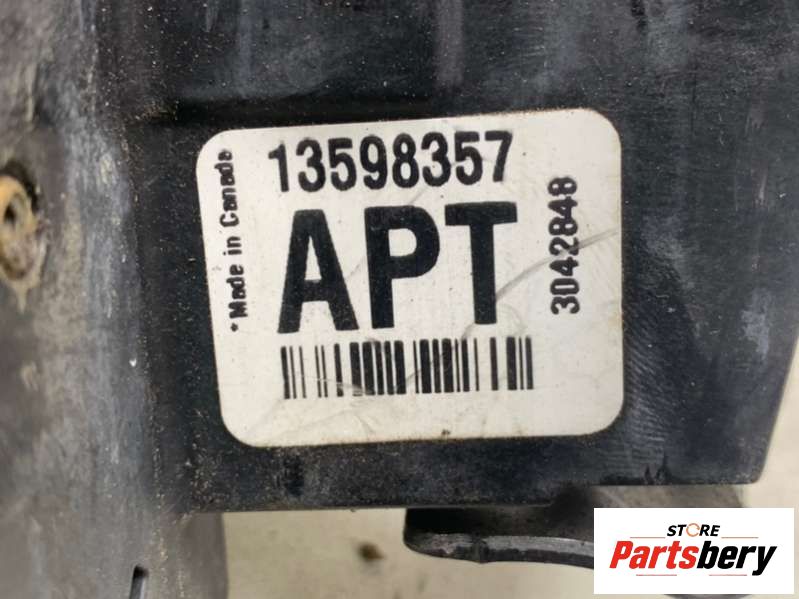 *Made in Canada
13598357
APT
3042848
STORE
Partsbery